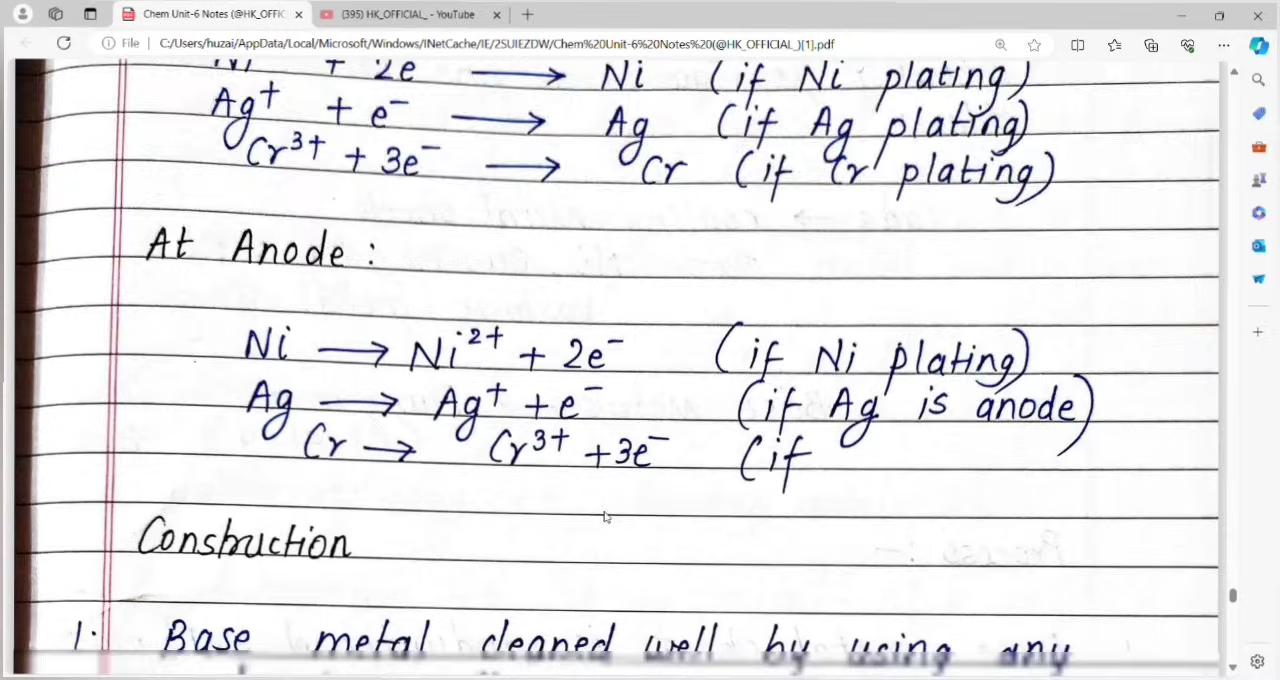 Chem Unit-6 Notes (@HK_OFFIC
(395) HK_OFFICIAL_ - YouTube
File | C:/Users/huzai/AppData/Local/Microsoft/Windows/INetCache/IE/2SUIEZDW/Chem%20Unit-6%20Notes%20(@HK_OFFICIAL_)[1].pdf
+ 2e ⟶ Ni (if Ni plating)
Ag⁺ + e⁻ ⟶ Ag (if Ag plating)
Cr³⁺ + 3e⁻ ⟶ Cr (if Cr plating)
At Anode :
Ni ⟶ Ni²⁺ + 2e⁻ (if Ni plating)
Ag ⟶ Ag⁺ + e⁻ (if Ag is anode)
Cr → Cr³⁺ + 3e⁻ (if
Construction
1. Base metal cleaned well by using any